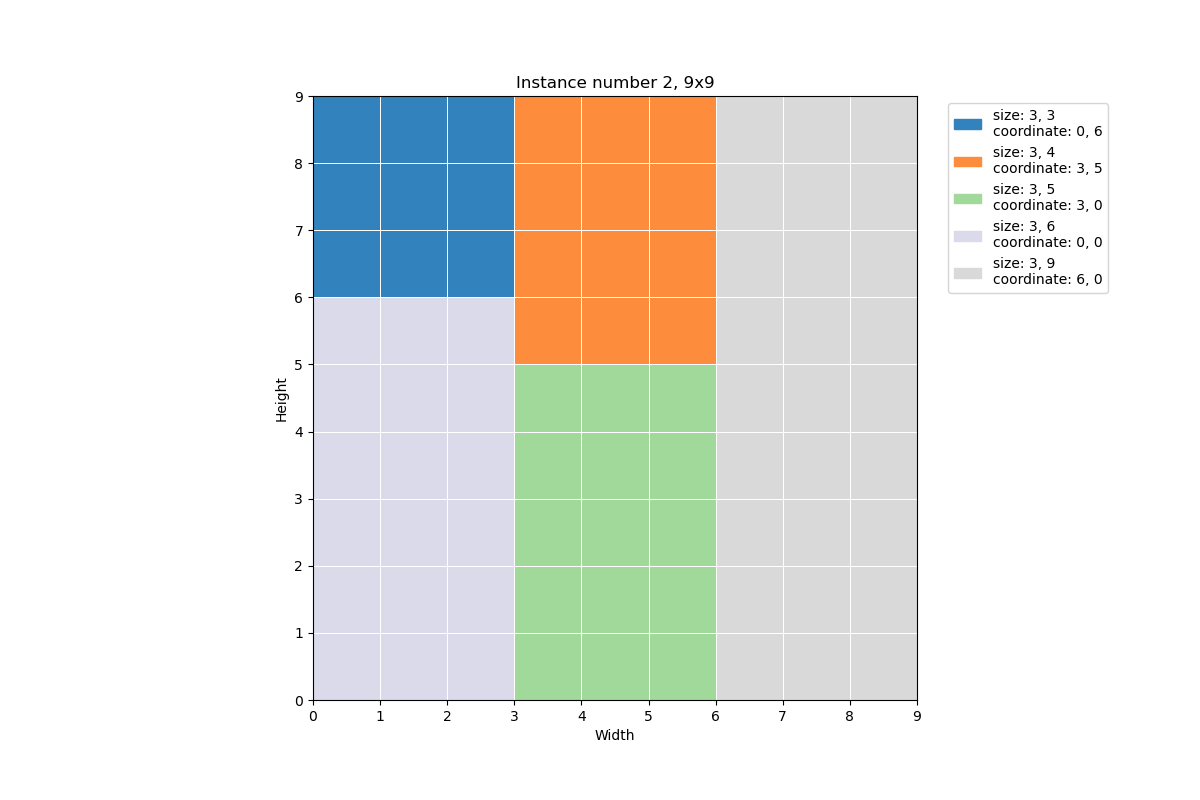 Instance number 2, 9x9
9
8
7
6
5
4
3
2
1
0
Height
0 1 2 3 4 5 6 7 8 9
Width
size: 3, 3
coordinate: 0, 6
size: 3, 4
coordinate: 3, 5
size: 3, 5
coordinate: 3, 0
size: 3, 6
coordinate: 0, 0
size: 3, 9
coordinate: 6, 0